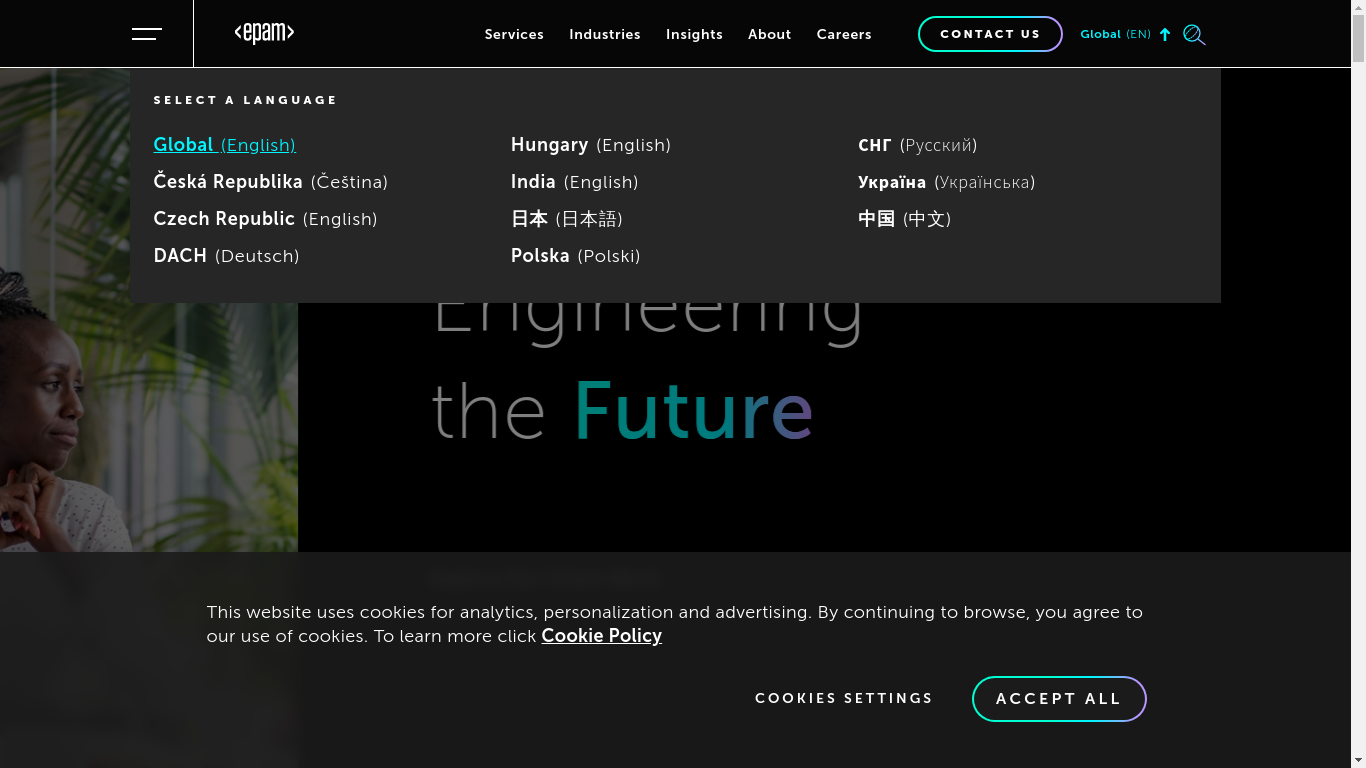 <epam>
Services Industries Insights About Careers
CONTACT US
Global (EN)
SELECT A LANGUAGE
Global (English)
Česká Republika (Čeština)
Czech Republic (English)
DACH (Deutsch)
Hungary (English)
India (English)
日本 (日本語)
Polska (Polski)
СНГ (Русский)
Україна (Українська)
中国 (中文)
Engineering
the Future
This website uses cookies for analytics, personalization and advertising. By continuing to browse, you agree to
our use of cookies. To learn more click Cookie Policy
COOKIES SETTINGS
ACCEPT ALL